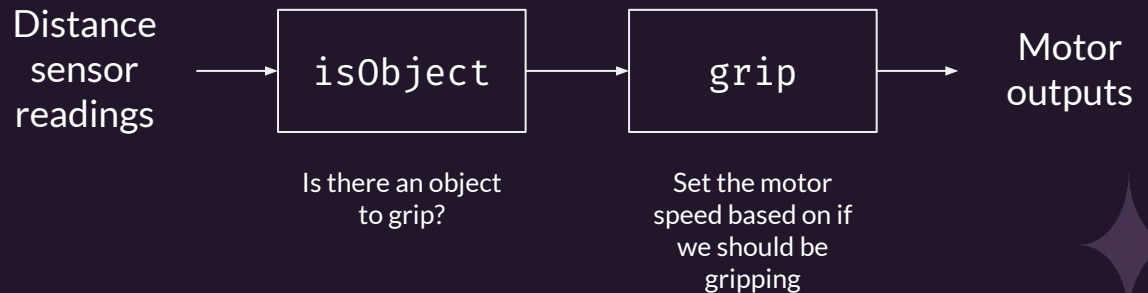 Distance
sensor
readings
isObject
grip
Motor
outputs
Is there an object
to grip?
Set the motor
speed based on if
we should be
gripping